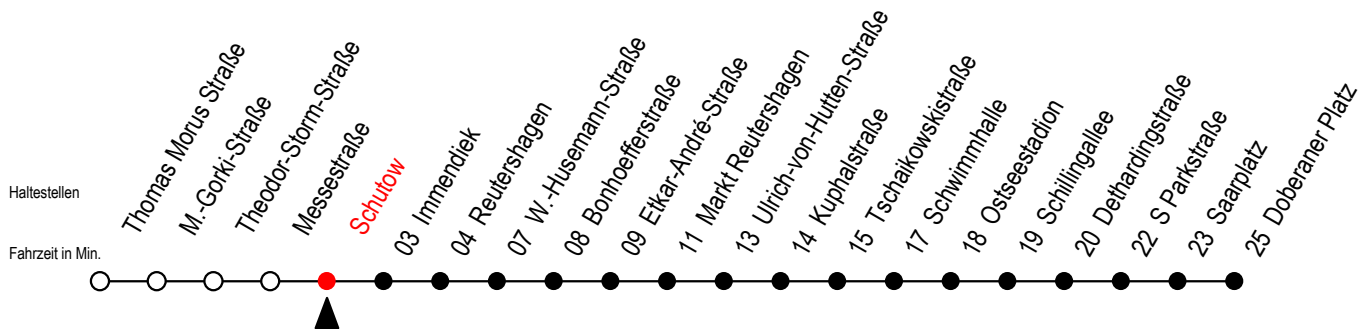 Haltestellen
Fahrzeit in Min.
Thomas Morus Straße
M.-Gorki-Straße
Theodor-Storm-Straße
Messestraße
Schutow
03 Immendiek
04 Reutershagen
07 W.-Husemann-Straße
08 Bonhoefferstraße
09 Etkar-André-Straße
11 Markt Reutershagen
13 Ulrich-von-Hutten-Straße
14 Kuphalstraße
15 Tschaikowskistraße
17 Schwimmhalle
18 Ostseestadion
19 Schillingallee
20 Dethardingstraße
22 S Parkstraße
23 Saarplatz
25 Doberaner Platz